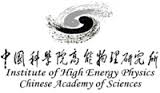 中国科学院高能物理研究所
Institute of High Energy Physics
Chinese Academy of Sciences